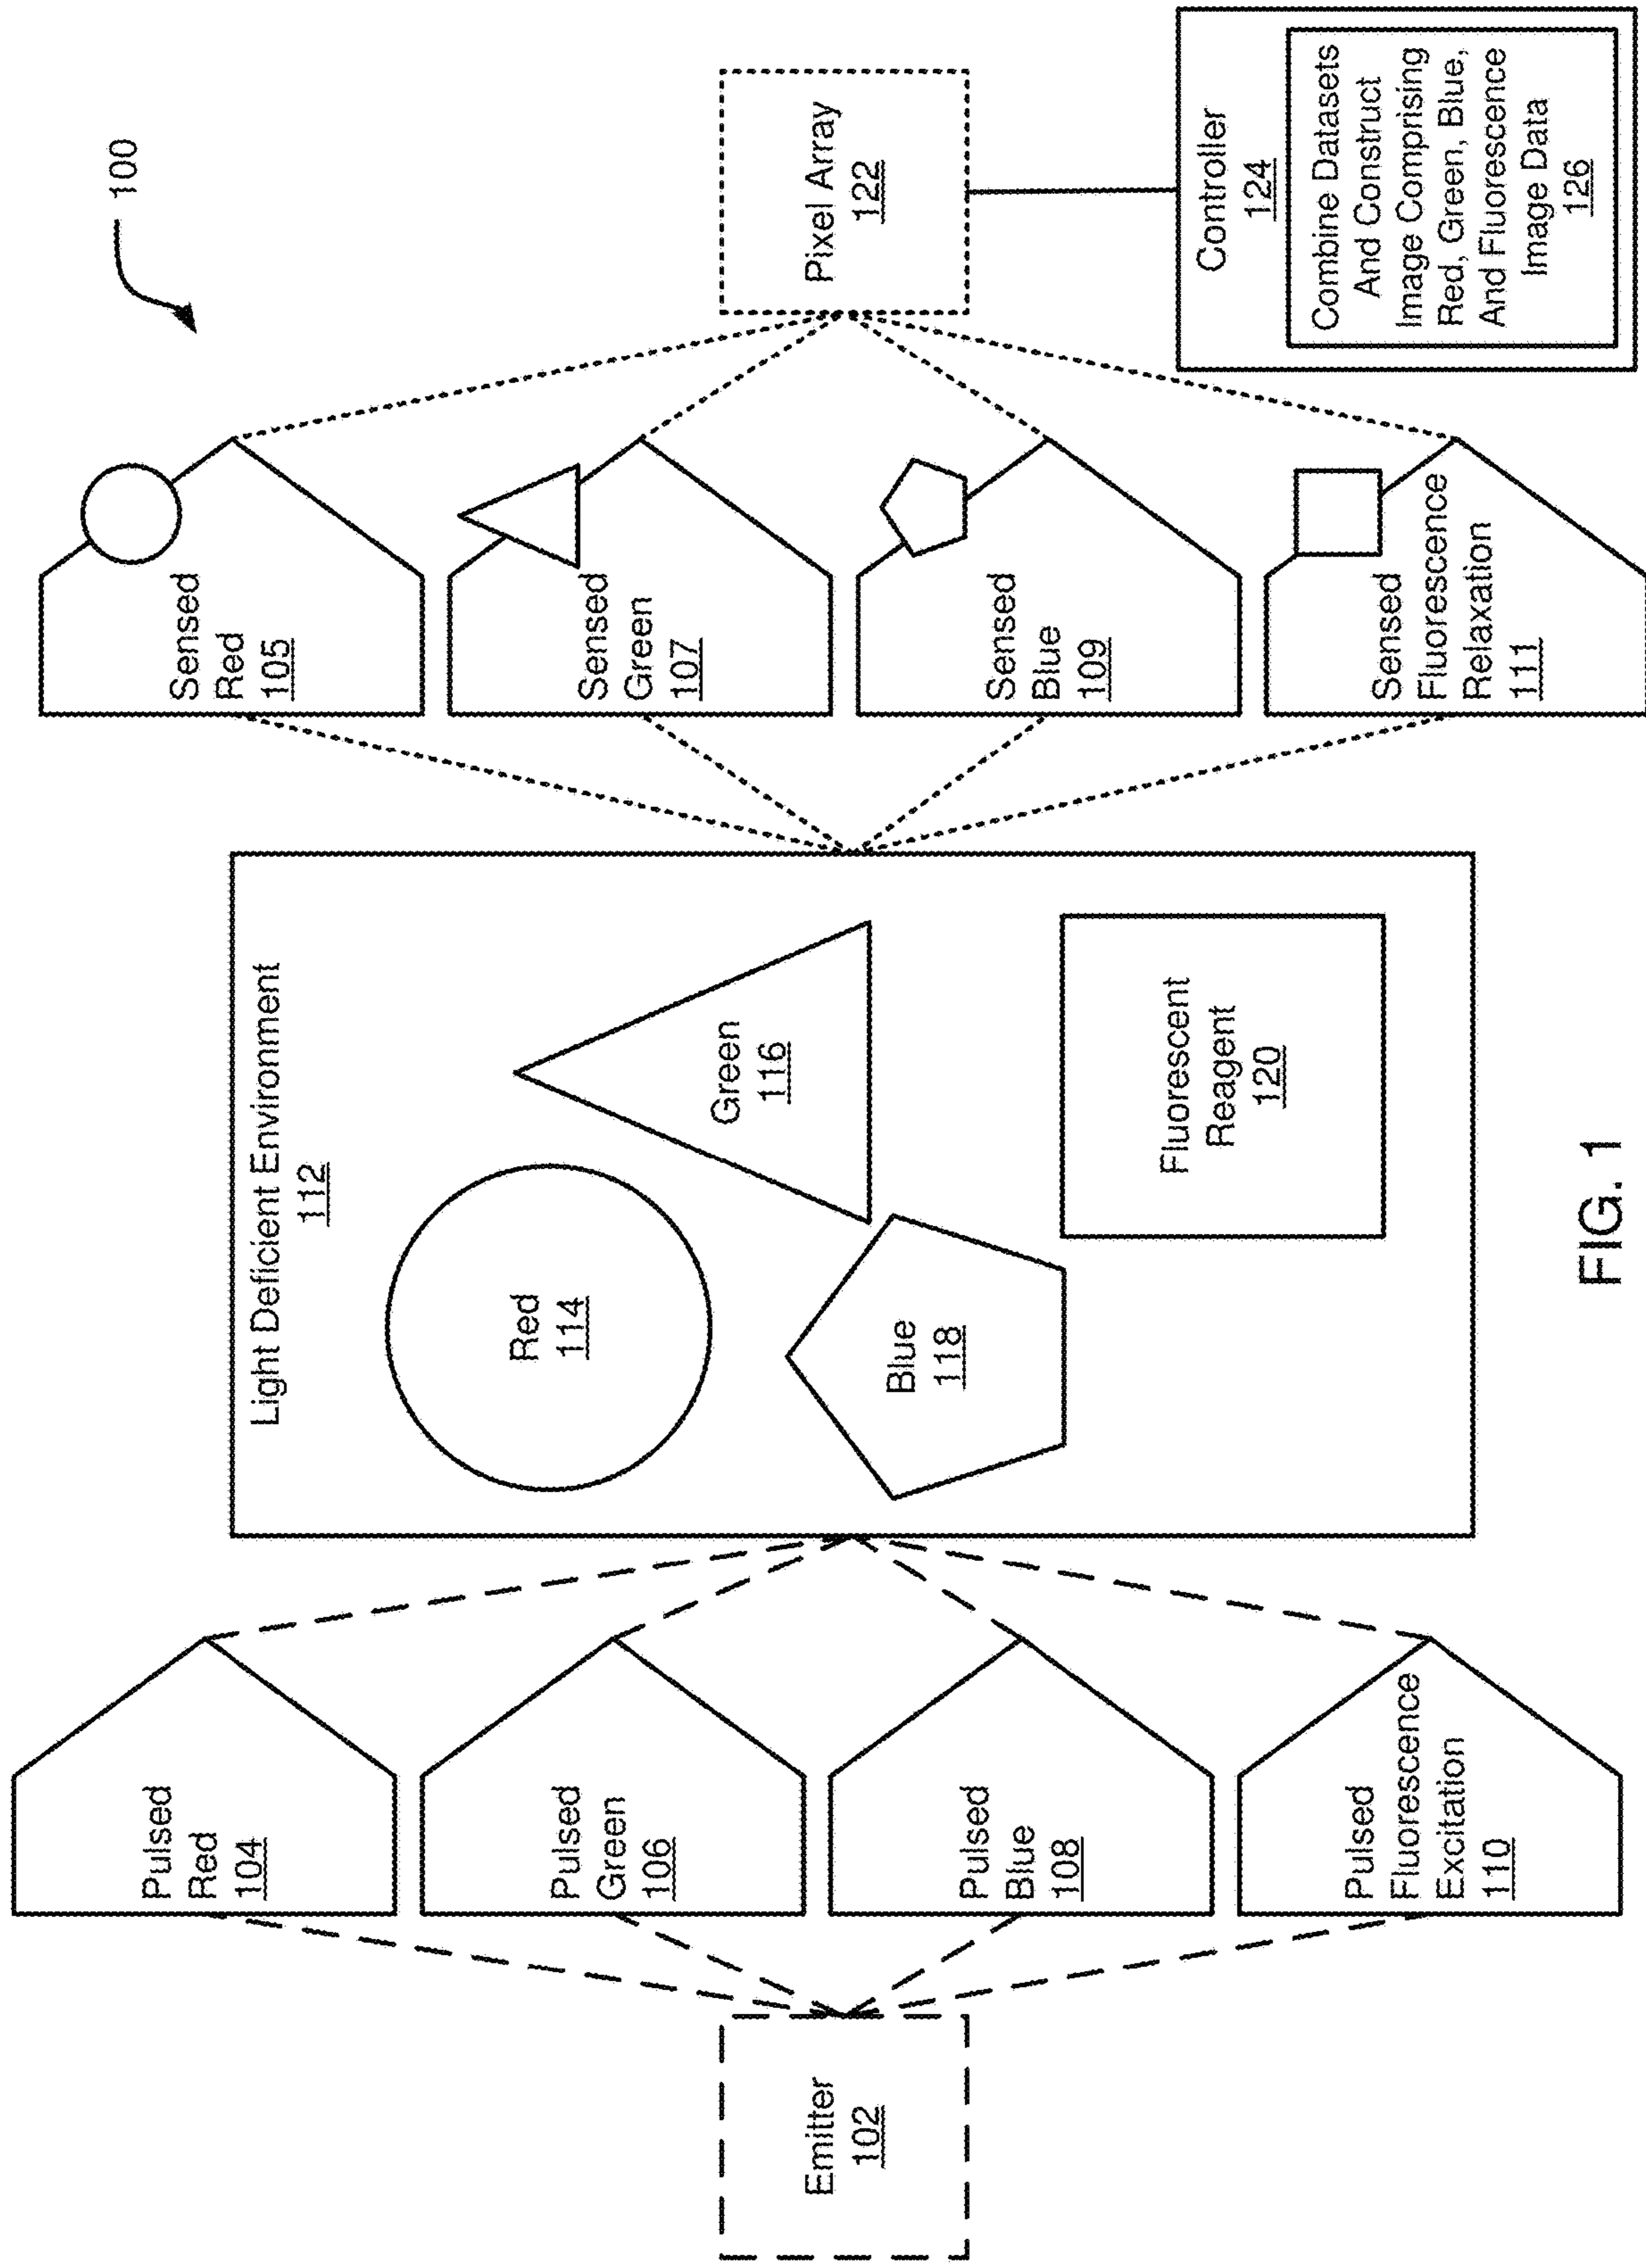 100
Emitter
102
Pulsed
Red
104
Pulsed
Green
106
Pulsed
Blue
108
Pulsed
Fluorescence
Excitation
110
Light Deficient Environment
112
Red
114
Green
116
Blue
118
Fluorescent
Reagent
120
Sensed
Red
105
Sensed
Green
107
Sensed
Blue
109
Sensed
Fluorescence
Relaxation
111
Pixel Array
122
Controller
124
Combine Datasets
And Construct
Image Comprising
Red, Green, Blue,
And Fluorescence
Image Data
126
FIG. 1